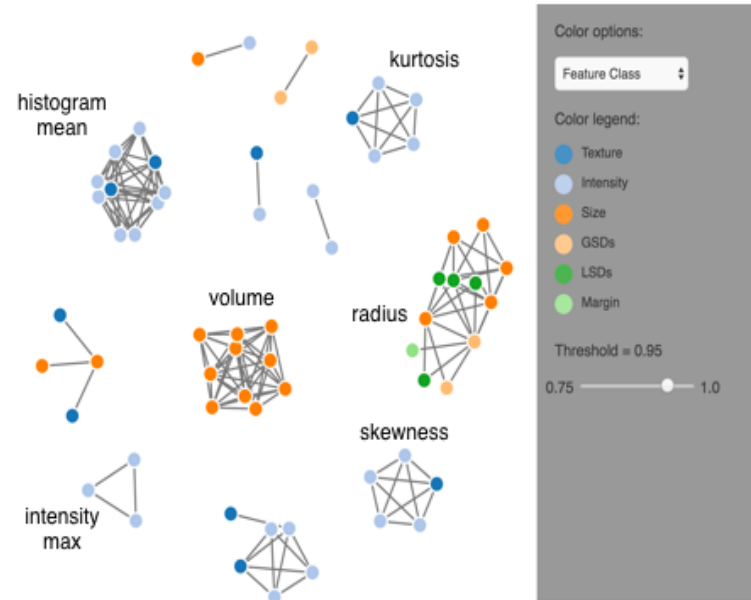 kurtosis
histogram
mean
volume
radius
skewness
intensity
max
Color options:
Feature Class
Color legend:
Texture
Intensity
Size
GSDs
LSDs
Margin
Threshold = 0.95
0.75 1.0